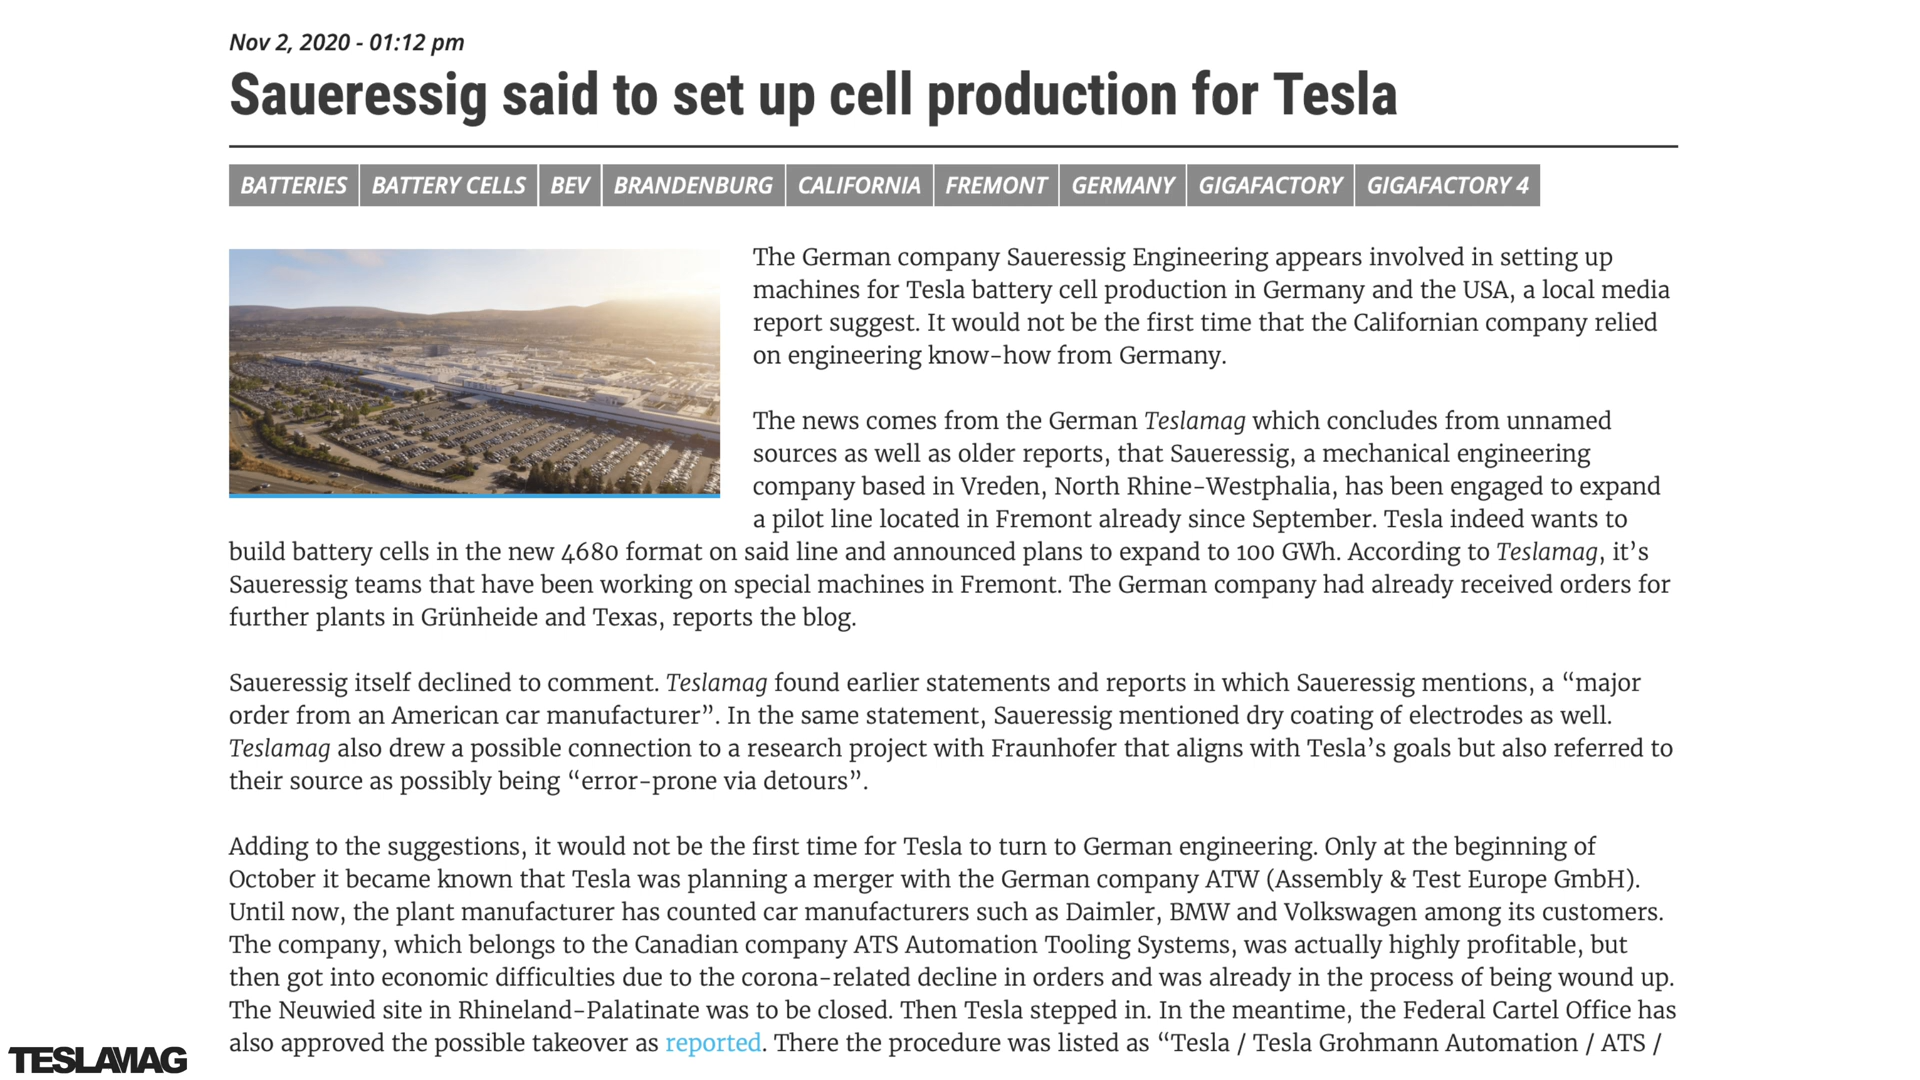 Nov 2, 2020 - 01:12 pm
Saueressig said to set up cell production for Tesla
BATTERIES BATTERY CELLS BEV BRANDENBURG CALIFORNIA FREMONT GERMANY GIGAFACTORY GIGAFACTORY 4
The German company Saueressig Engineering appears involved in setting up
machines for Tesla battery cell production in Germany and the USA, a local media
report suggest. It would not be the first time that the Californian company relied
on engineering know-how from Germany.
The news comes from the German Teslamag which concludes from unnamed
sources as well as older reports, that Saueressig, a mechanical engineering
company based in Vreden, North Rhine-Westphalia, has been engaged to expand
a pilot line located in Fremont already since September. Tesla indeed wants to
build battery cells in the new 4680 format on said line and announced plans to expand to 100 GWh. According to Teslamag, it's
Saueressig teams that have been working on special machines in Fremont. The German company had already received orders for
further plants in Grünheide and Texas, reports the blog.
Saueressig itself declined to comment. Teslamag found earlier statements and reports in which Saueressig mentions, a “major
order from an American car manufacturer”. In the same statement, Saueressig mentioned dry coating of electrodes as well.
Teslamag also drew a possible connection to a research project with Fraunhofer that aligns with Tesla’s goals but also referred to
their source as possibly being “error-prone via detours”.
Adding to the suggestions, it would not be the first time for Tesla to turn to German engineering. Only at the beginning of
October it became known that Tesla was planning a merger with the German company ATW (Assembly & Test Europe GmbH).
Until now, the plant manufacturer has counted car manufacturers such as Daimler, BMW and Volkswagen among its customers.
The company, which belongs to the Canadian company ATS Automation Tooling Systems, was actually highly profitable, but
then got into economic difficulties due to the corona-related decline in orders and was already in the process of being wound up.
The Neuwied site in Rhineland-Palatinate was to be closed. Then Tesla stepped in. In the meantime, the Federal Cartel Office has
also approved the possible takeover as reported. There the procedure was listed as “Tesla / Tesla Grohmann Automation / ATS /
TESLAMAG